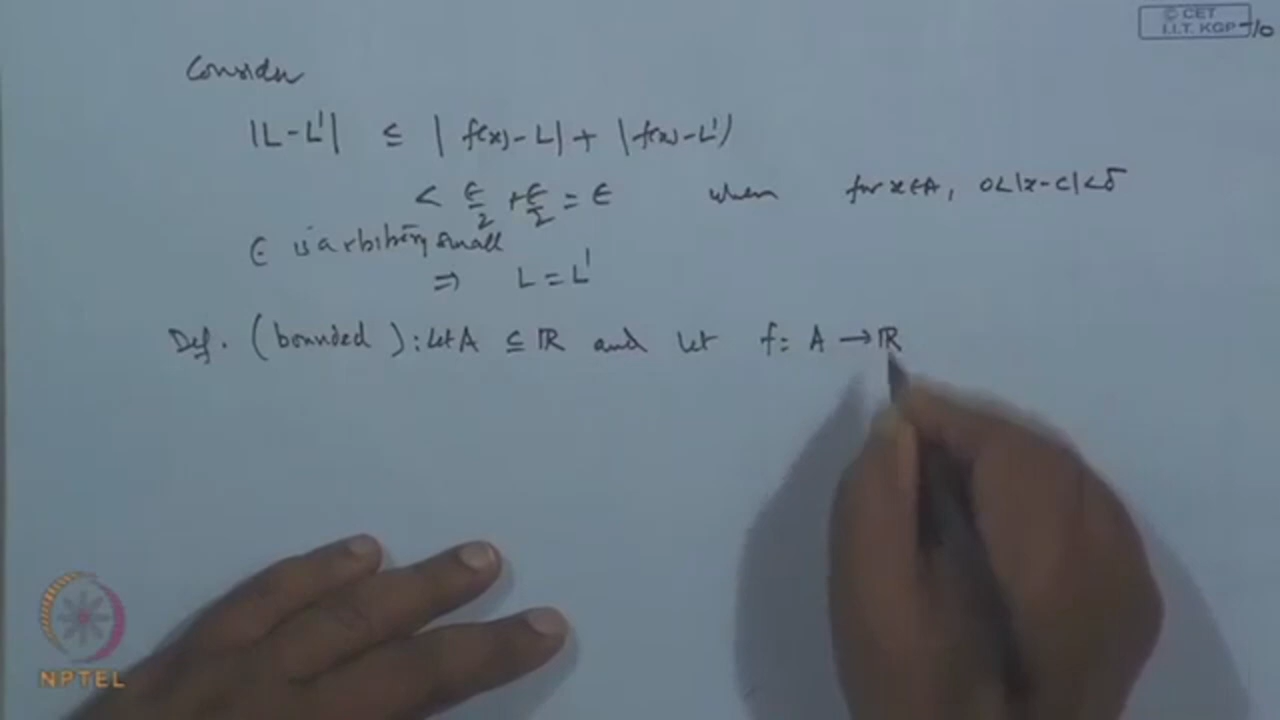 © CET
I.I.T. KGP
Consider
|L - L'| ≤ | f(x) - L| + |f(x) - L'|
< ε/2 + ε/2 = ε when for x∈A, 0<|x-c|<δ
ε is arbitrary small
⇒ L = L'
Def. (bounded): Let A ⊆ ℝ and let f: A → ℝ
NPTEL